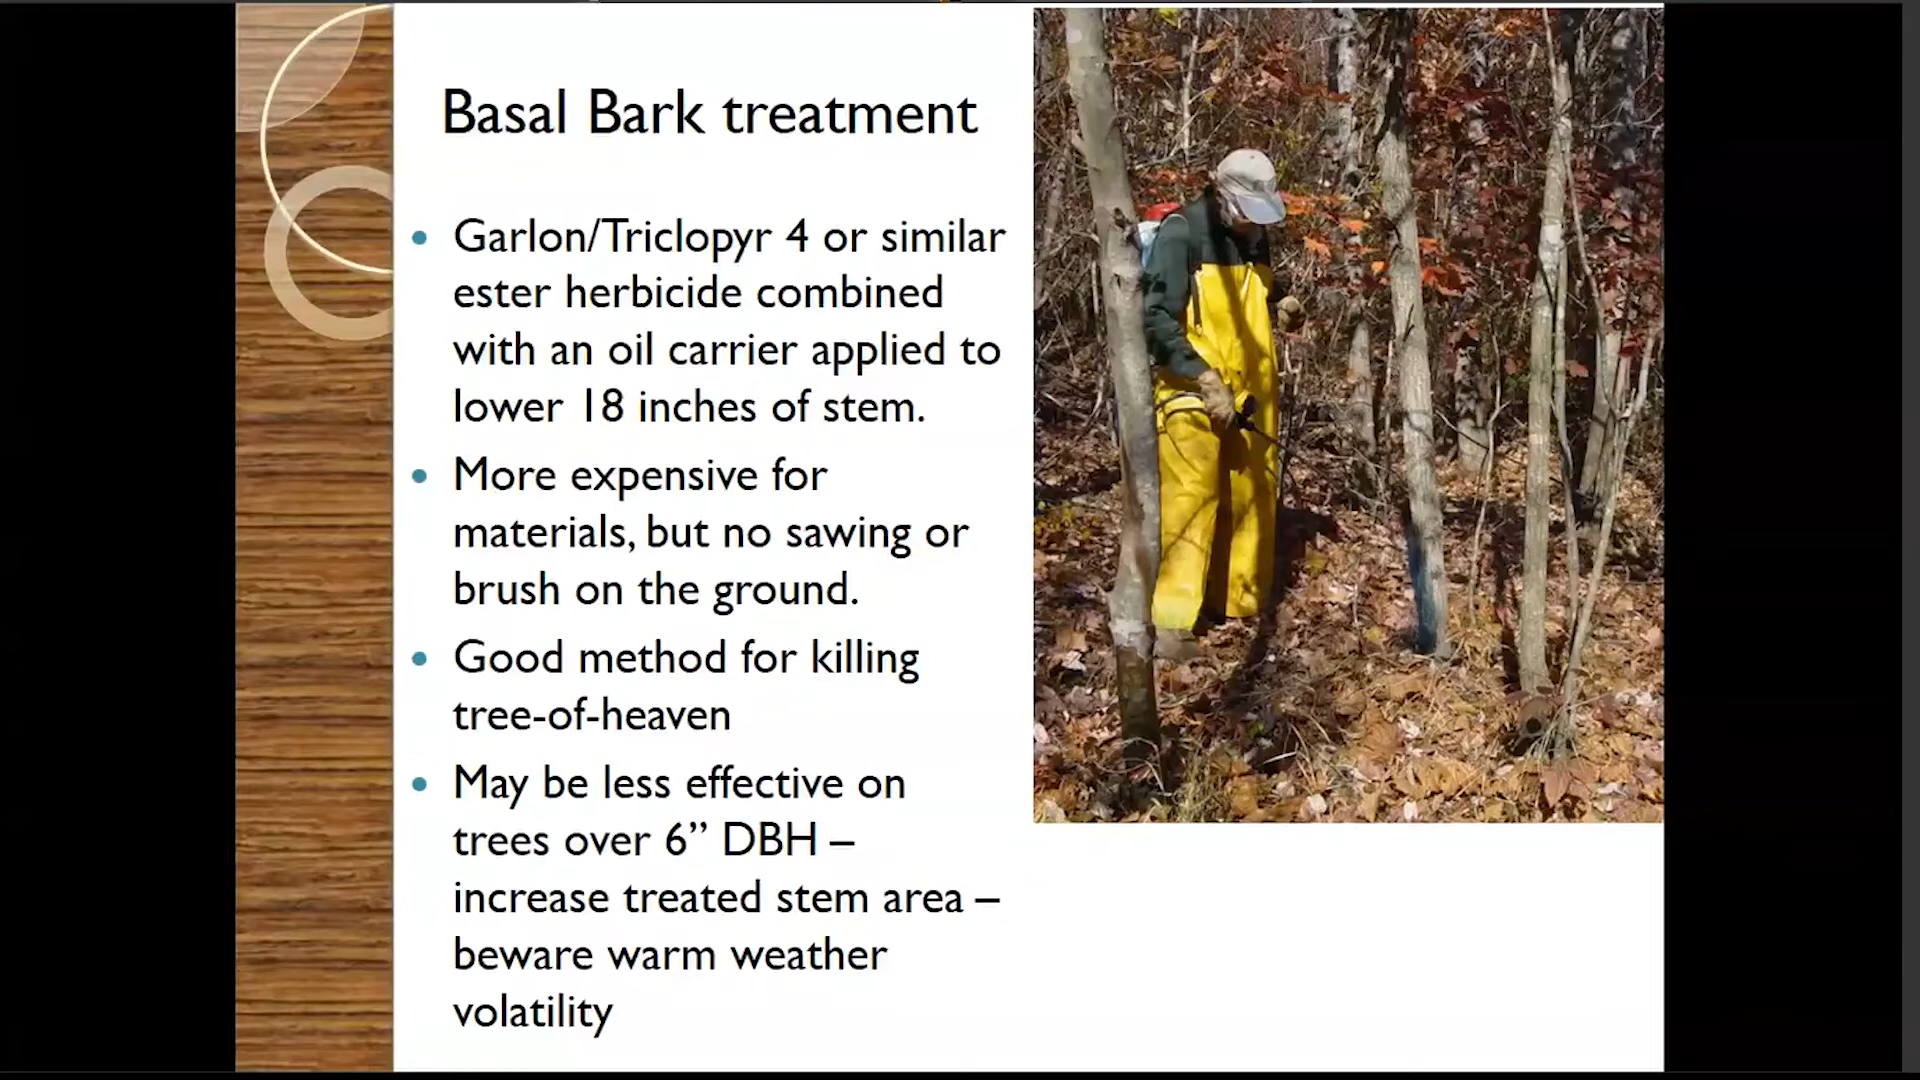 Basal Bark treatment
• Garlon/Triclopyr 4 or similar
ester herbicide combined
with an oil carrier applied to
lower 18 inches of stem.
• More expensive for
materials, but no sawing or
brush on the ground.
• Good method for killing
tree-of-heaven
• May be less effective on
trees over 6” DBH –
increase treated stem area –
beware warm weather
volatility